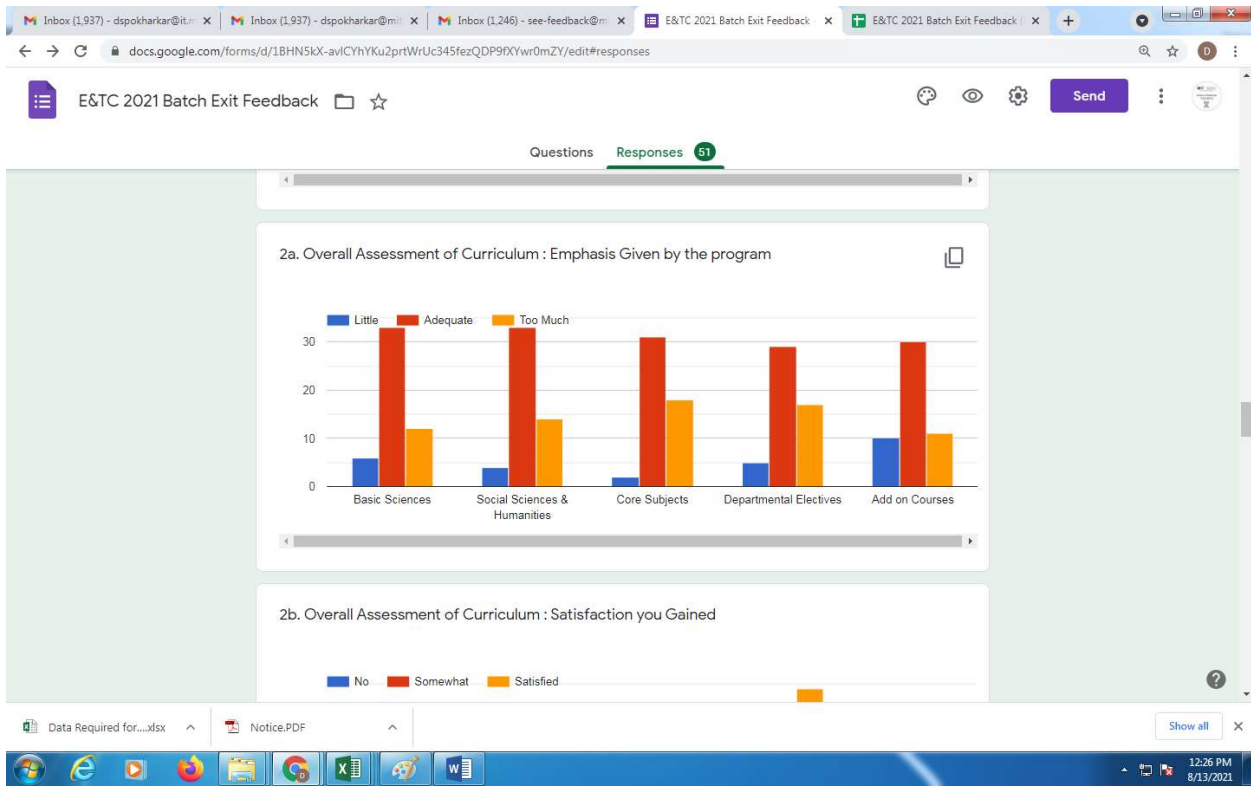 Inbox (1,937) - dspokharkar@it.m
Inbox (1,937) - dspokharkar@mit
Inbox (1,246) - see-feedback@m
E&TC 2021 Batch Exit Feedback -
E&TC 2021 Batch Exit Feedback (
docs.google.com/forms/d/1BHN5kX-avlCYhYKu2prtWrUc345fezQDP9fXYwr0mZY/edit#responses
D
E&TC 2021 Batch Exit Feedback
Send
Questions Responses 51
2a. Overall Assessment of Curriculum : Emphasis Given by the program
Little Adequate Too Much
30
20
10
0
Basic Sciences
Social Sciences &
Humanities
Core Subjects
Departmental Electives
Add on Courses
2b. Overall Assessment of Curriculum : Satisfaction you Gained
No Somewhat Satisfied
Data Required for....xlsx
Notice.PDF
Show all
12:26 PM
8/13/2021